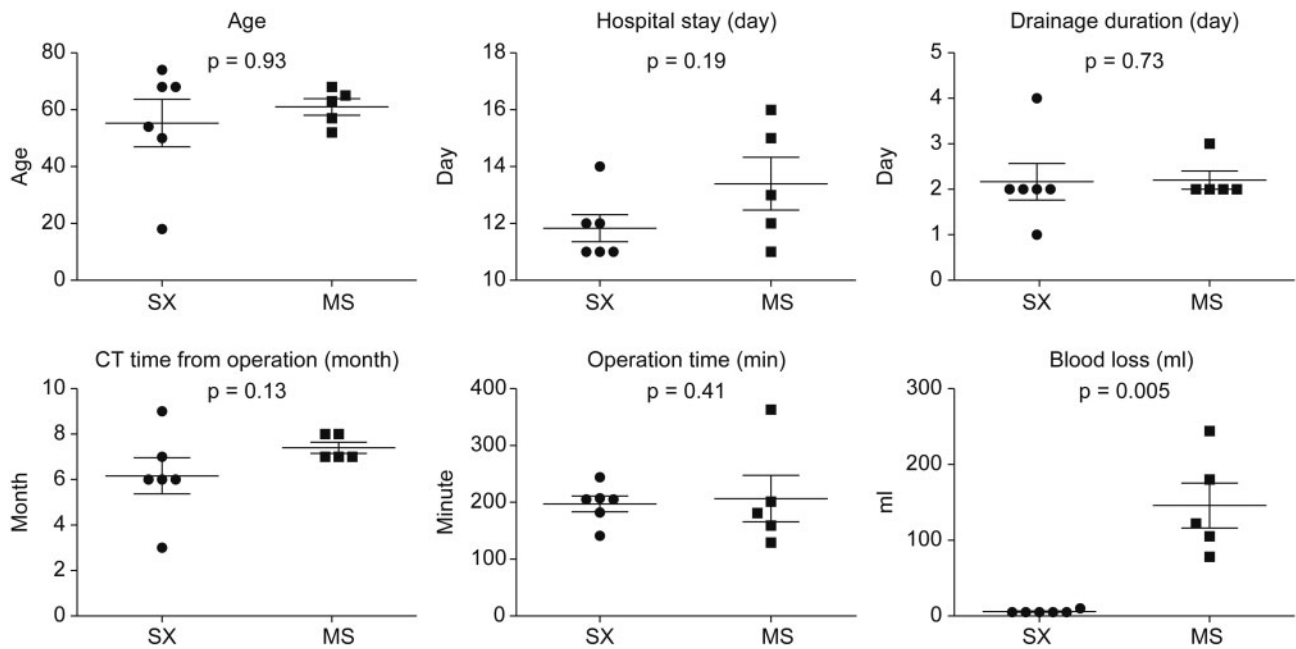 Age
p = 0.93
80
60
40
20
0
Age
SX
MS
Hospital stay (day)
p = 0.19
18
16
14
12
10
Day
SX
MS
Drainage duration (day)
p = 0.73
5
4
3
2
1
0
Day
SX
MS
CT time from operation (month)
p = 0.13
10
8
6
4
2
0
Month
SX
MS
Operation time (min)
p = 0.41
400
300
200
100
0
Minute
SX
MS
Blood loss (ml)
p = 0.005
300
200
100
0
ml
SX
MS